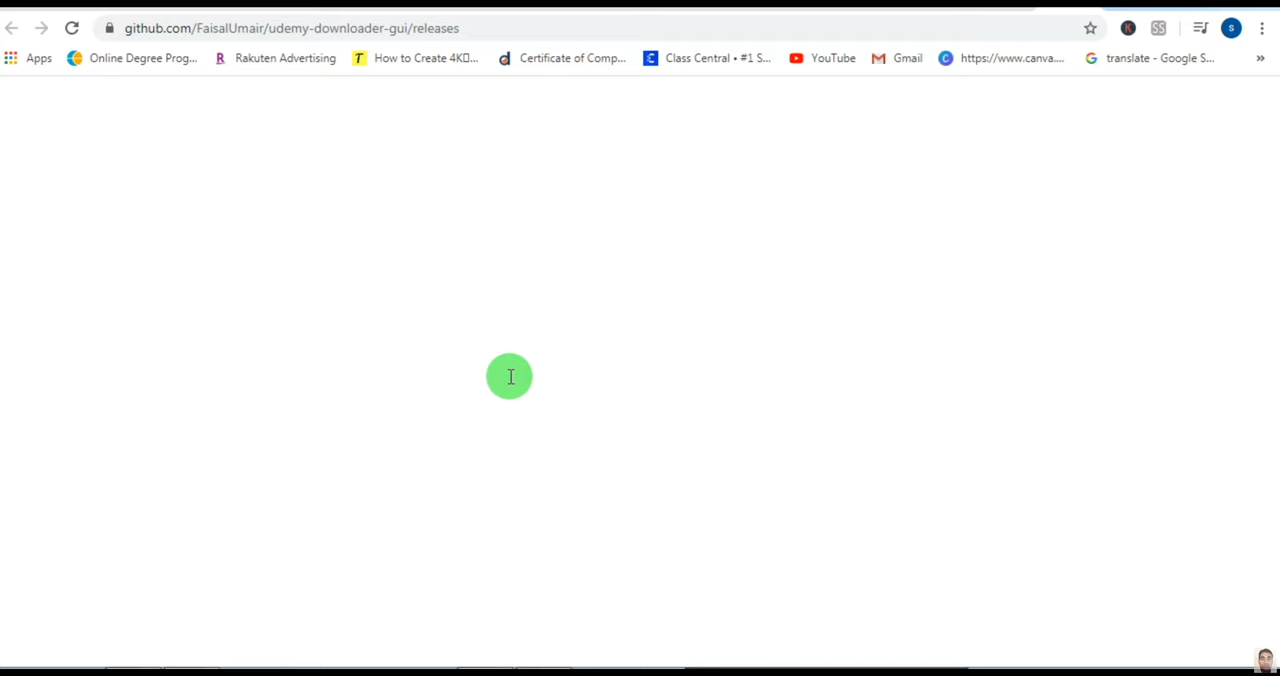 github.com/FaisalUmair/udemy-downloader-gui/releases
K SS S
Apps Online Degree Prog... R Rakuten Advertising T How to Create 4K▯... d Certificate of Comp... C Class Central • #1 S... YouTube Gmail C https://www.canva.... G translate - Google S... »